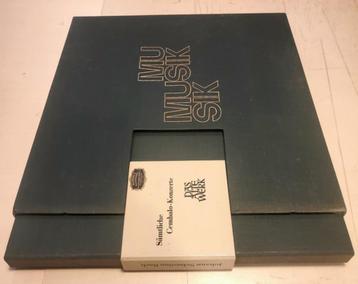 MU
MUSIK
SIK
DAS
ALTE
WERK
Sämtliche
Cembalo-Konzerte
Johann Sebastian Bach